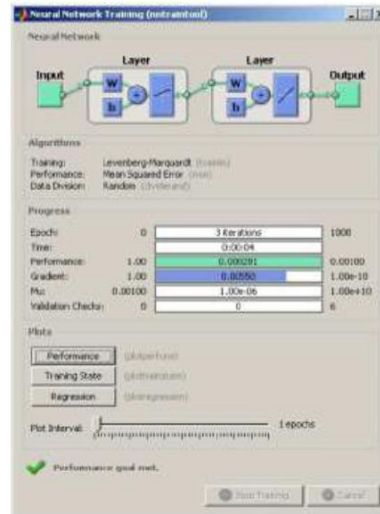 Neural Network Training (nntraintool)
Neural Network
Layer Layer
Input Output
W W
b b
Algorithms
Training: Levenberg-Marquardt (trainlm)
Performance: Mean Squared Error (mse)
Data Division: Random (dividerand)
Progress
Epoch: 0 3 iterations 1000
Time: 0:00:04
Performance: 1.00 0.000281 0.00100
Gradient: 1.00 0.00550 1.00e-10
Mu: 0.00100 1.00e-06 1.00e+10
Validation Checks: 0 0 6
Plots
Performance (plotperform)
Training State (plottrainstate)
Regression (plotregression)
Plot Interval: 1 epochs
Performance goal met.
Stop Training Cancel